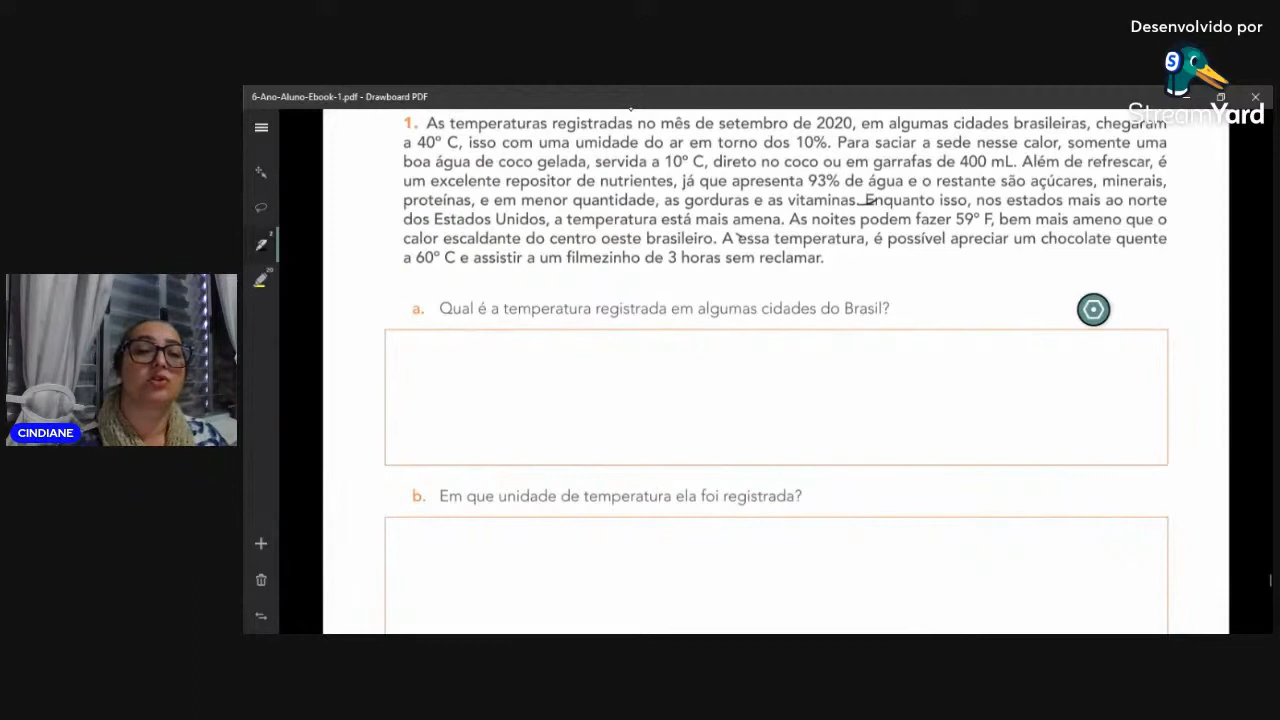 Desenvolvido por
S
StreamYard
6-Ano-Aluno-Ebook-1.pdf - Drawboard PDF
1. As temperaturas registradas no mês de setembro de 2020, em algumas cidades brasileiras, chegaram
a 40º C, isso com uma umidade do ar em torno dos 10%. Para saciar a sede nesse calor, somente uma
boa água de coco gelada, servida a 10º C, direto no coco ou em garrafas de 400 mL. Além de refrescar, é
um excelente repositor de nutrientes, já que apresenta 93% de água e o restante são açúcares, minerais,
proteínas, e em menor quantidade, as gorduras e as vitaminas. Enquanto isso, nos estados mais ao norte
dos Estados Unidos, a temperatura está mais amena. As noites podem fazer 59º F, bem mais ameno que o
calor escaldante do centro oeste brasileiro. A essa temperatura, é possível apreciar um chocolate quente
a 60º C e assistir a um filmezinho de 3 horas sem reclamar.
a. Qual é a temperatura registrada em algumas cidades do Brasil?
b. Em que unidade de temperatura ela foi registrada?
2
20
CINDIANE